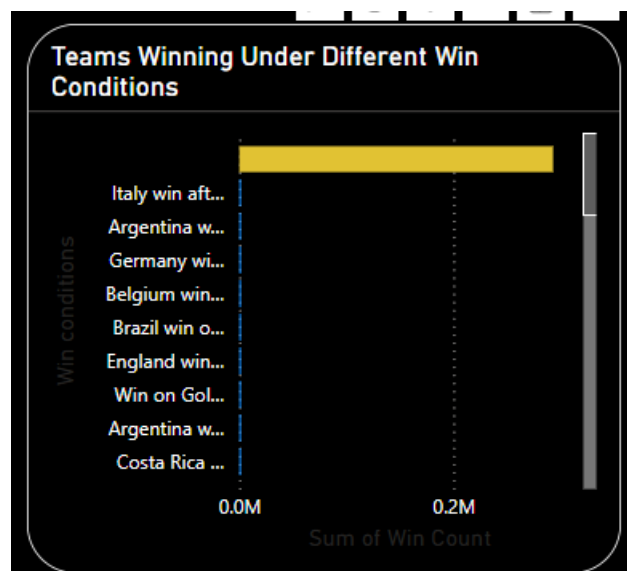 Teams Winning Under Different Win
Conditions
Win conditions
Italy win aft...
Argentina w...
Germany wi...
Belgium win...
Brazil win o...
England win...
Win on Gol...
Argentina w...
Costa Rica ...
0.0M 0.2M
Sum of Win Count